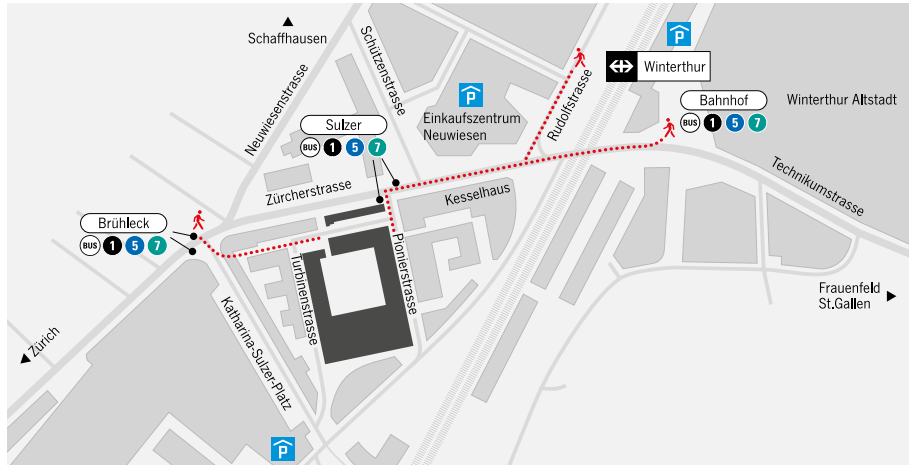 Schaffhausen
Neuwiesenstrasse
Schützenstrasse
P
P
Winterthur
Rudolfstrasse
Einkaufszentrum
Neuwiesen
Bahnhof
BUS 1 5 7
Winterthur Altstadt
Sulzer
BUS 1 5 7
Zürcherstrasse
Kesselhaus
Technikumstrasse
Brühleck
BUS 1 5 7
Turbinenstrasse
Pionierstrasse
Katharina-Sulzer-Platz
Frauenfeld
St.Gallen
Zürich
P